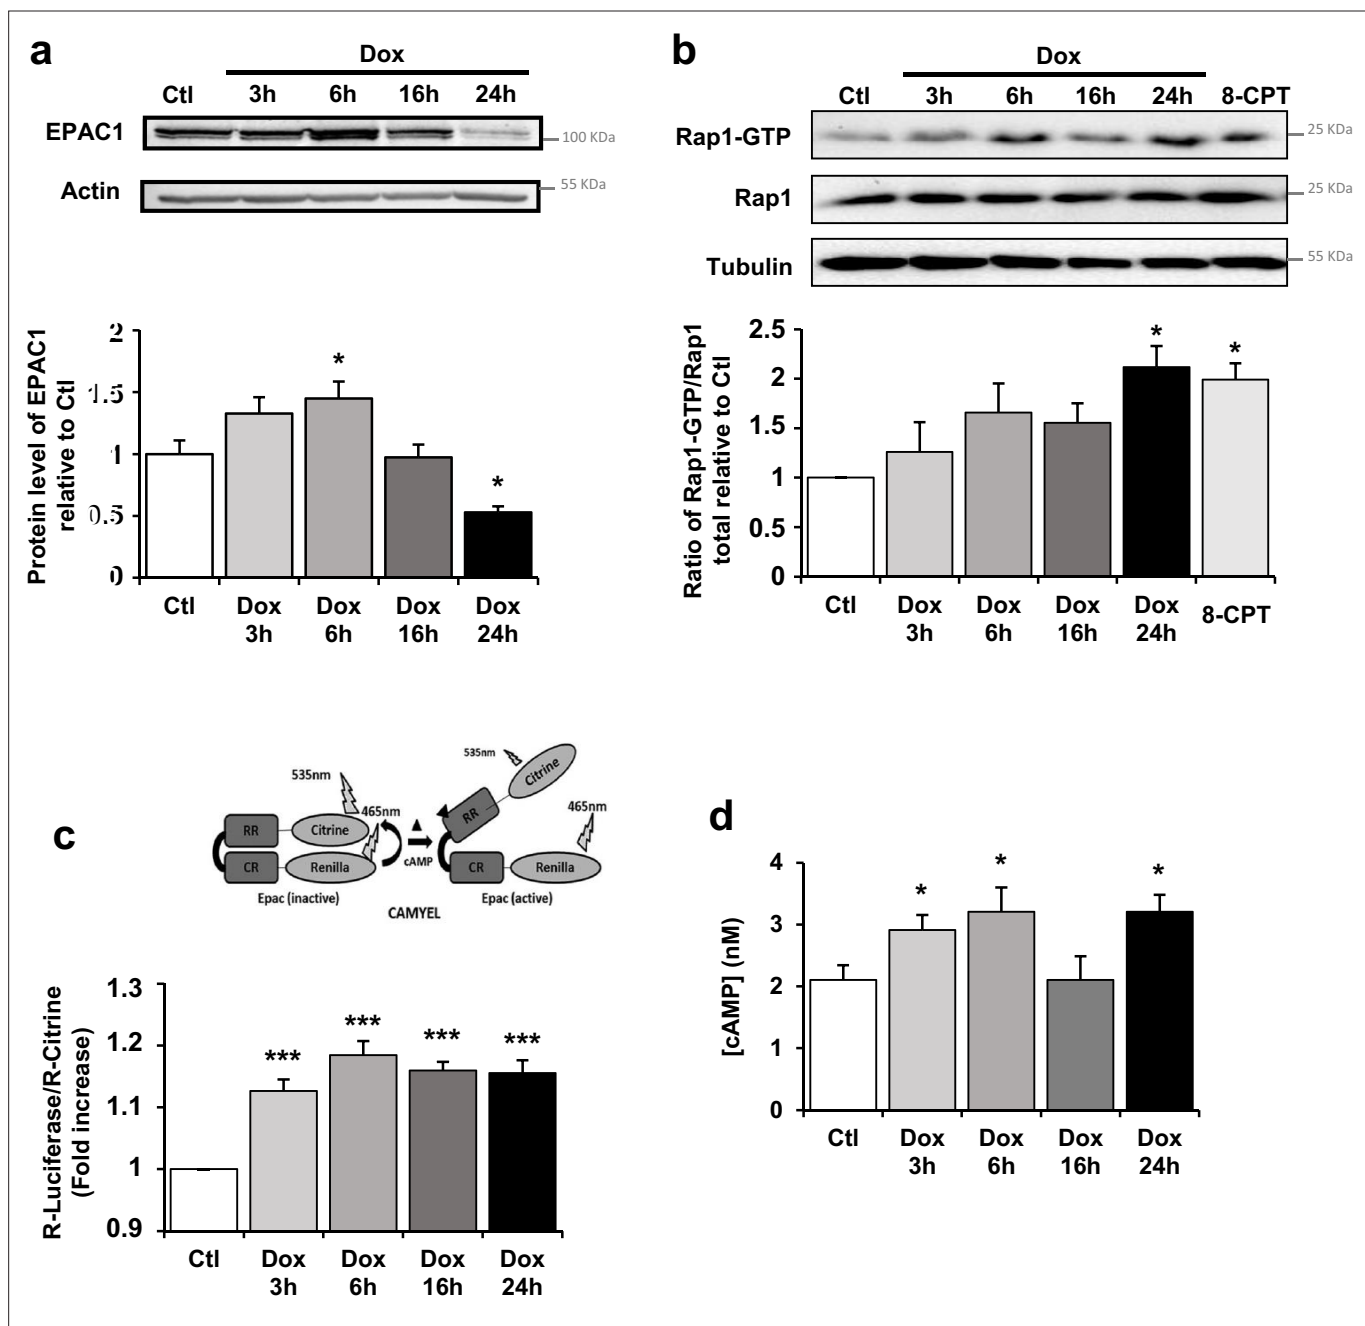 a
Dox
Ctl 3h 6h 16h 24h
EPAC1
100 KDa
Actin
55 KDa
Protein level of EPAC1
relative to Ctl
2
1.5
1
0.5
0
*
*
Ctl
Dox
3h
Dox
6h
Dox
16h
Dox
24h
b
Dox
Ctl 3h 6h 16h 24h 8-CPT
Rap1-GTP
25 KDa
Rap1
25 KDa
Tubulin
55 KDa
Ratio of Rap1-GTP/Rap1
total relative to Ctl
2.5
2
1.5
1
0.5
0
*
*
Ctl
Dox
3h
Dox
6h
Dox
16h
Dox
24h
8-CPT
c
535nm
465nm
RR
Citrine
CR
Renilla
Epac (inactive)
cAMP
CAMYEL
535nm
Citrine
RR
465nm
CR
Renilla
Epac (active)
R-Luciferase/R-Citrine
(Fold increase)
1.3
1.2
1.1
1
0.9
***
***
***
***
Ctl
Dox
3h
Dox
6h
Dox
16h
Dox
24h
d
[cAMP] (nM)
4
3
2
1
0
*
*
*
Ctl
Dox
3h
Dox
6h
Dox
16h
Dox
24h